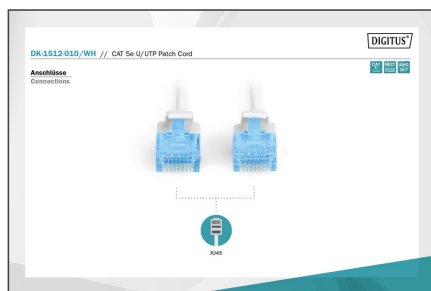 DIGITUS®
DK-1512-010/WH // CAT 5e U/UTP Patch Cord
Anschlüsse
Connections
RJ45